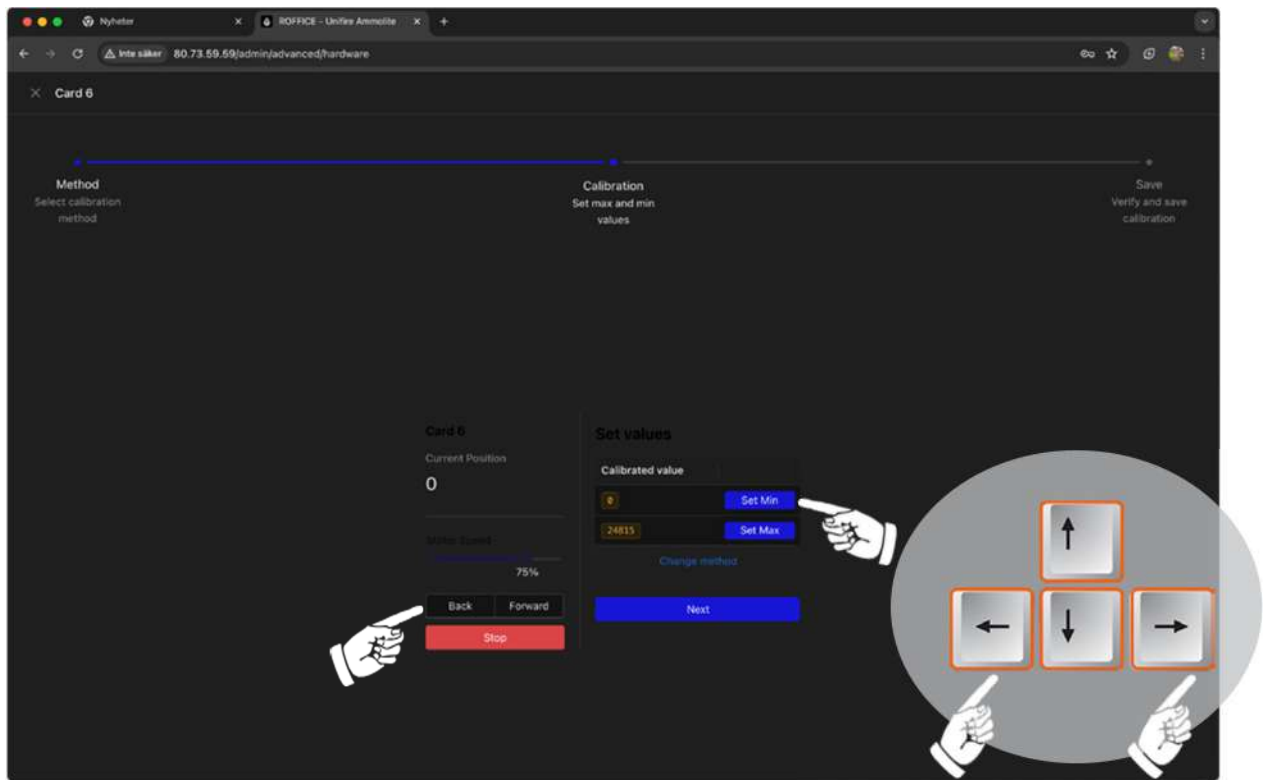 Nyheter
ROFFICE - Unifire Ammolite
Inte säker 80.73.59.59/admin/advanced/hardware
Card 6
Method
Select calibration
method
Calibration
Set max and min
values
Save
Verify and save
calibration
Card 6
Current Position
0
Motor Speed
75%
Back Forward
Stop
Set values
Calibrated value
0 Set Min
24815 Set Max
Change method
Next